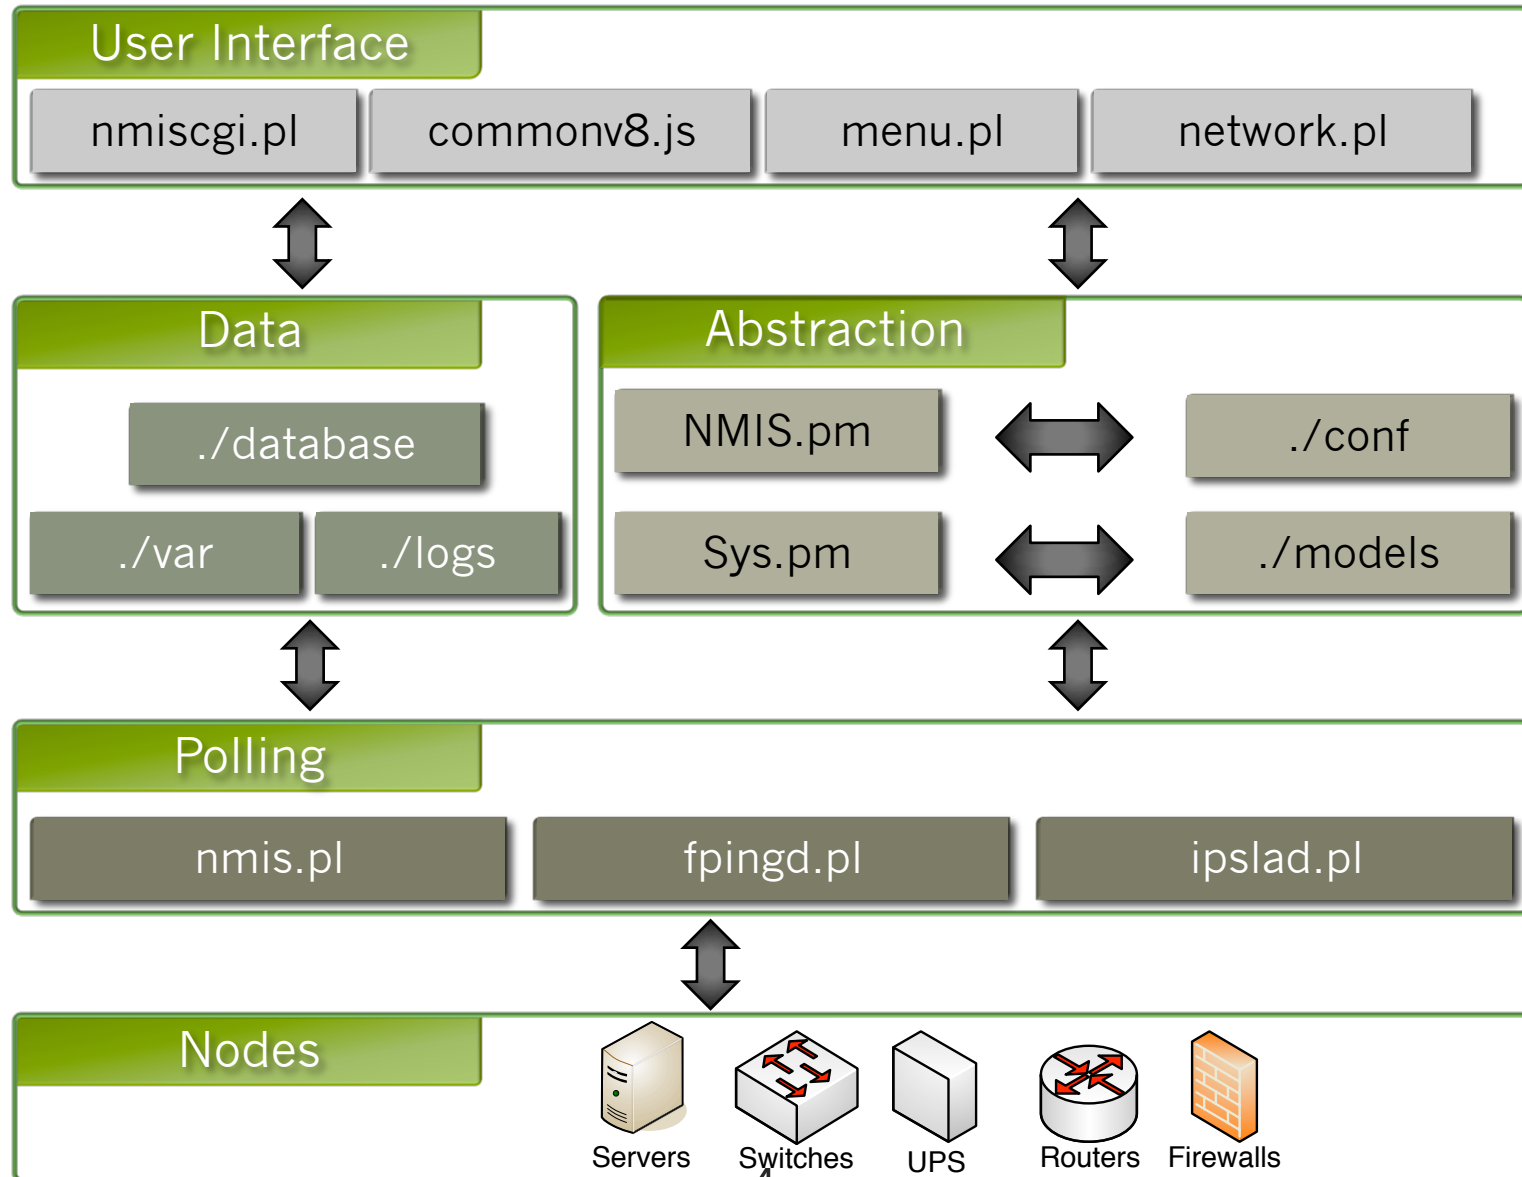 User Interface
nmiscgi.pl commonv8.js menu.pl network.pl
Data
Abstraction
./database
NMIS.pm ./conf
./var ./logs
Sys.pm ./models
Polling
nmis.pl fpingd.pl ipslad.pl
Nodes
Servers Switches UPS Routers Firewalls